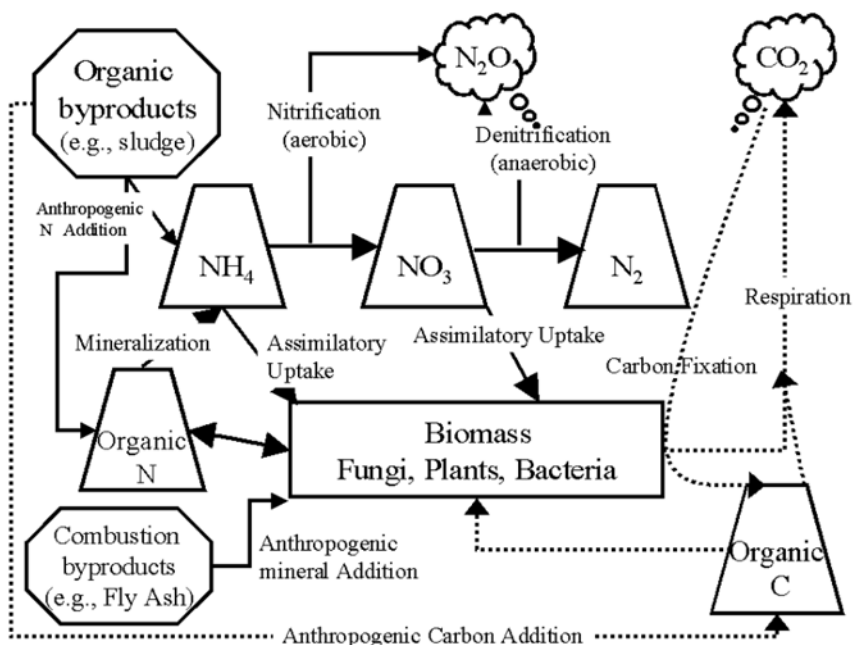 Organic
byproducts
(e.g., sludge)
N₂O
CO₂
Nitrification
(aerobic)
Denitrification
(anaerobic)
Anthropogenic
N Addition
NH₄
NO₃
N₂
Respiration
Mineralization
Assimilatory
Uptake
Assimilatory Uptake
Carbon Fixation
Organic
N
Biomass
Fungi, Plants, Bacteria
Combustion
byproducts
(e.g., Fly Ash)
Anthropogenic
mineral Addition
Organic
C
Anthropogenic Carbon Addition